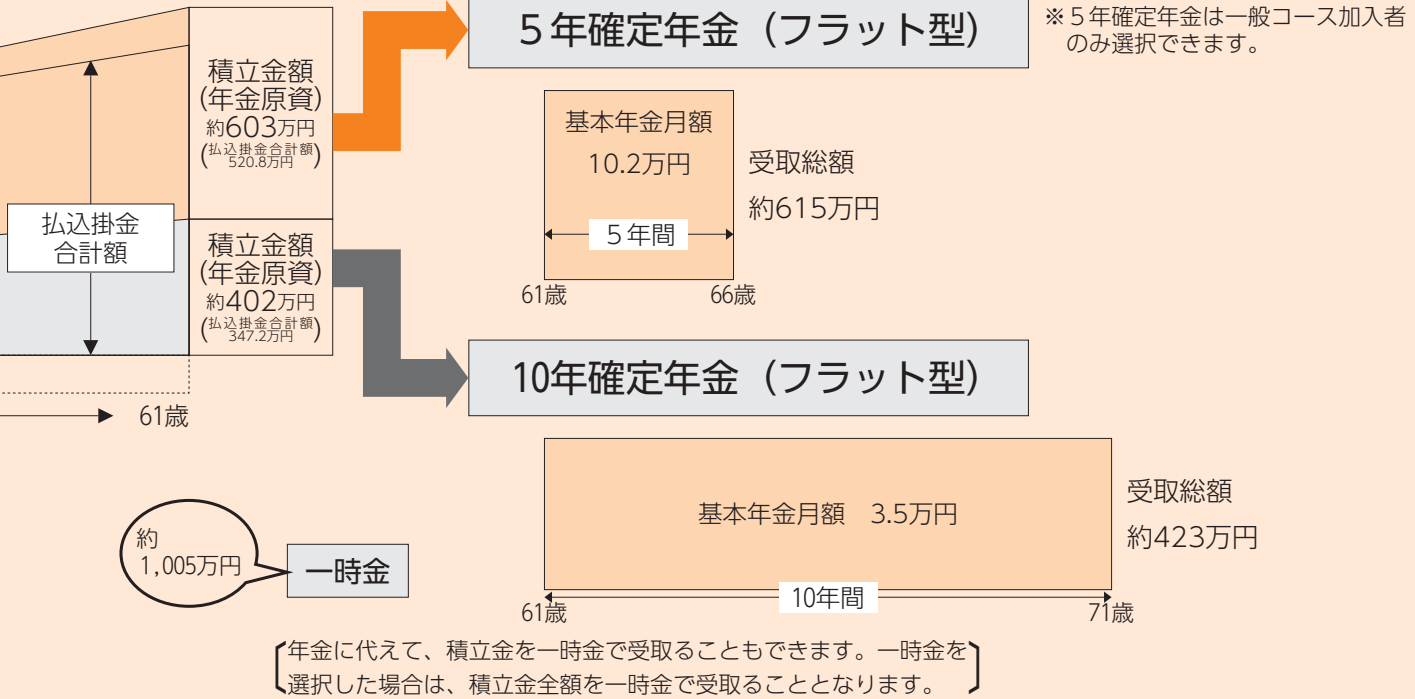 5年確定年金（フラット型）
※５年確定年金は一般コース加入者
のみ選択できます。
積立金額
(年金原資)
約603万円
(払込掛金合計額
520.8万円)
基本年金月額
10.2万円
受取総額
約615万円
５年間
61歳
66歳
払込掛金
合計額
積立金額
(年金原資)
約402万円
(払込掛金合計額
347.2万円)
61歳
10年確定年金（フラット型）
基本年金月額　3.5万円
受取総額
約423万円
10年間
61歳
71歳
約
1,005万円
一時金
年金に代えて、積立金を一時金で受取ることもできます。一時金を
選択した場合は、積立金全額を一時金で受取ることとなります。